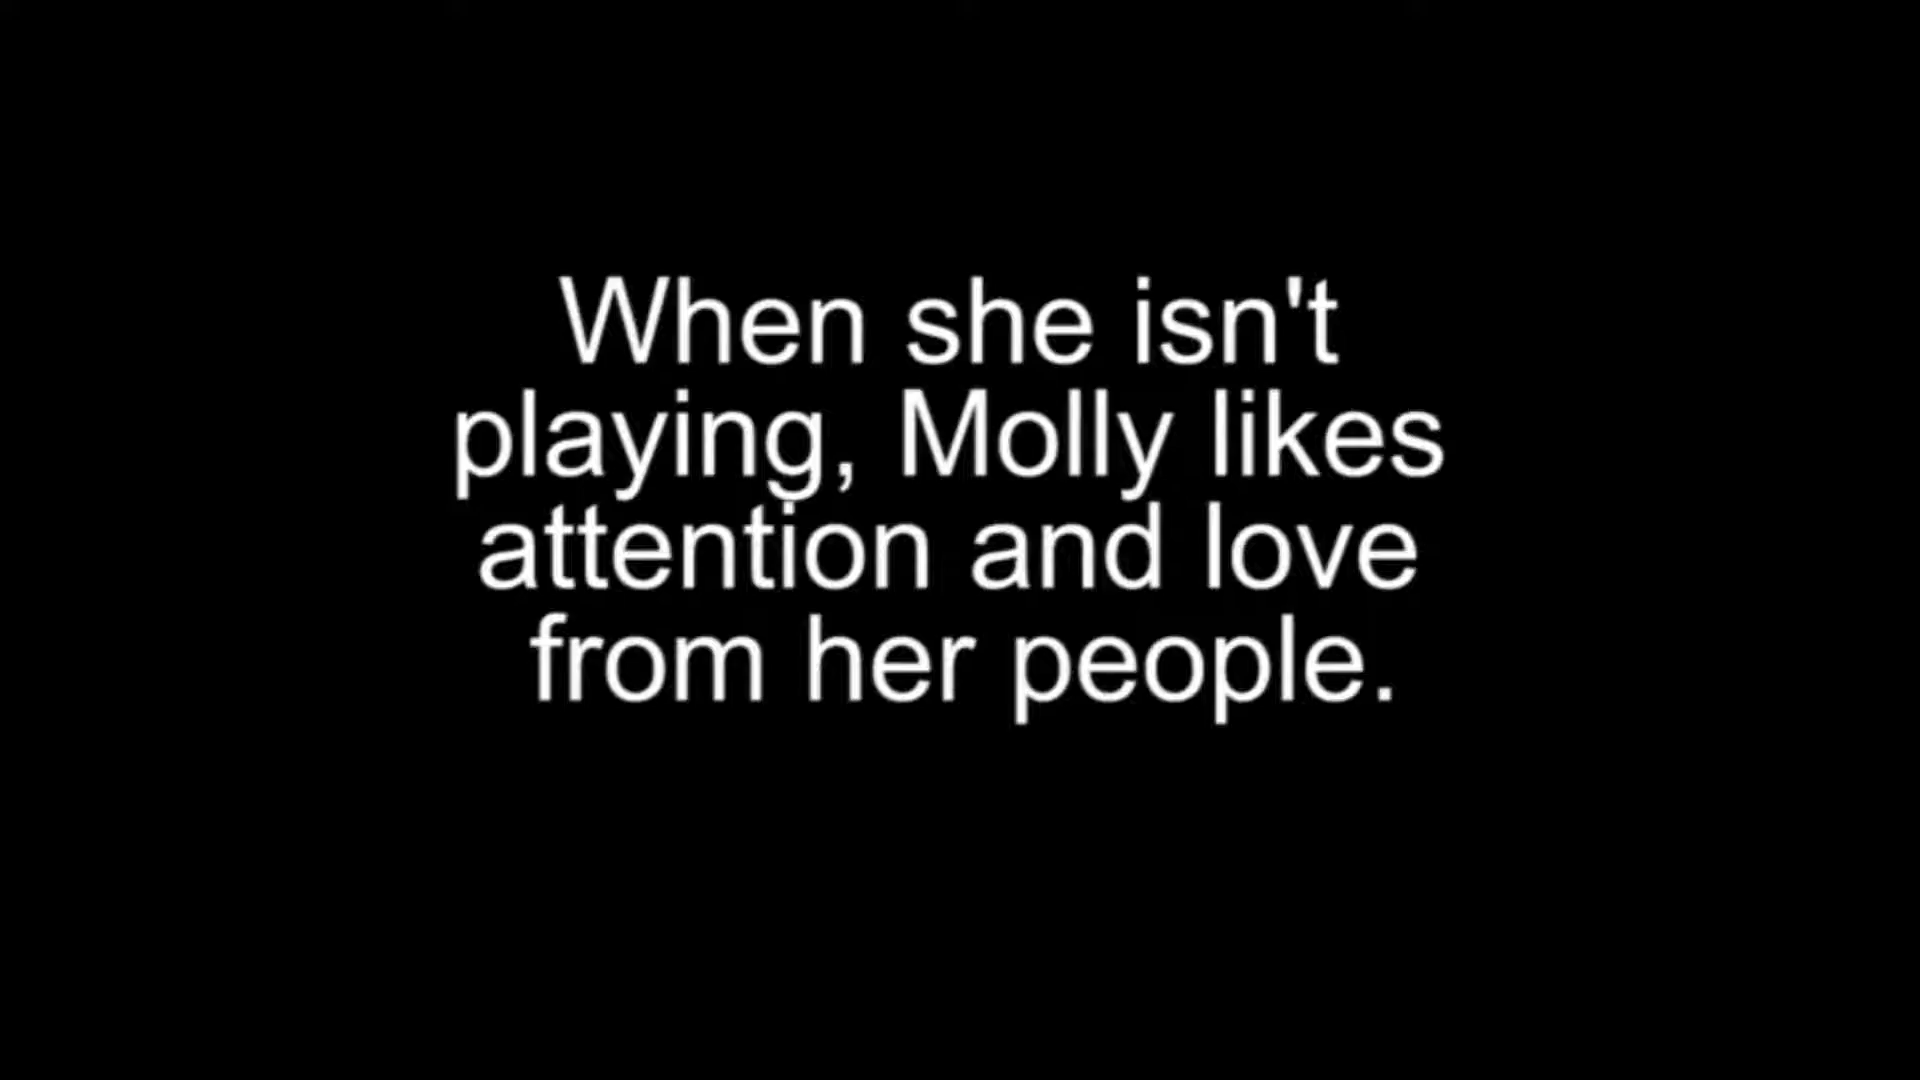 When she isn't
playing, Molly likes
attention and love
from her people.